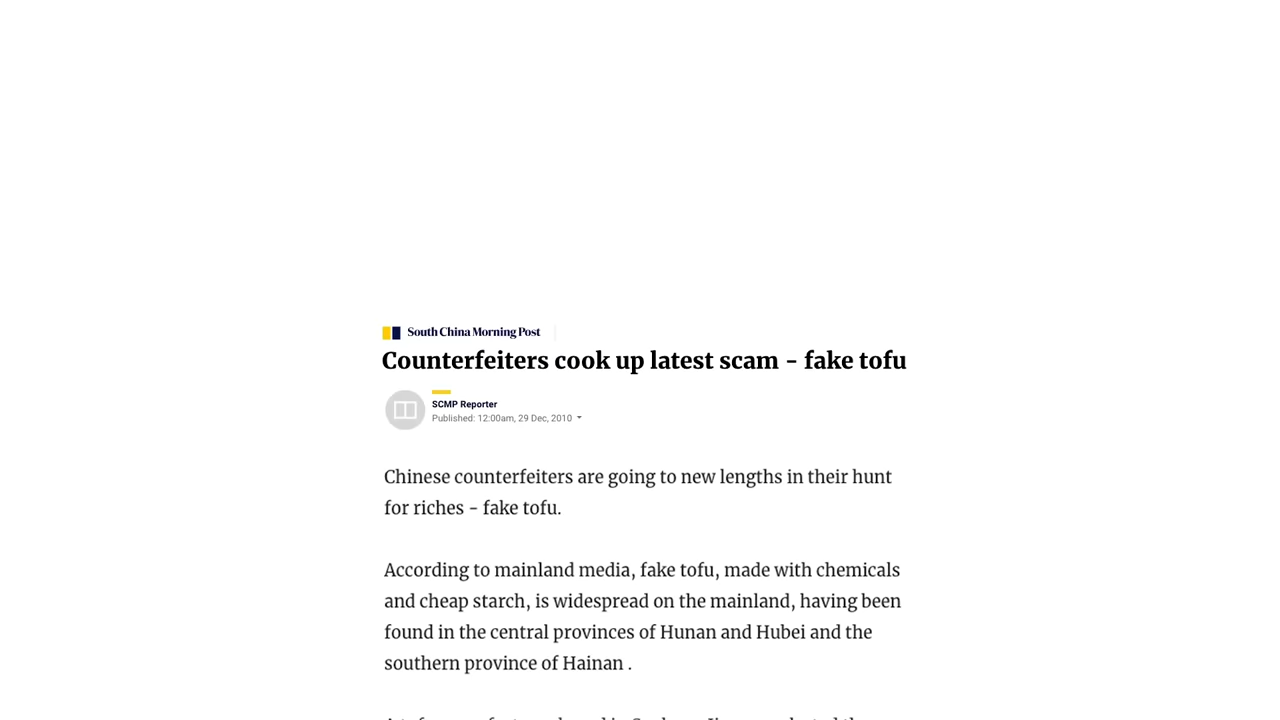 South China Morning Post
Counterfeiters cook up latest scam - fake tofu
SCMP Reporter
Published: 12:00am, 29 Dec, 2010
Chinese counterfeiters are going to new lengths in their hunt
for riches - fake tofu.
According to mainland media, fake tofu, made with chemicals
and cheap starch, is widespread on the mainland, having been
found in the central provinces of Hunan and Hubei and the
southern province of Hainan .